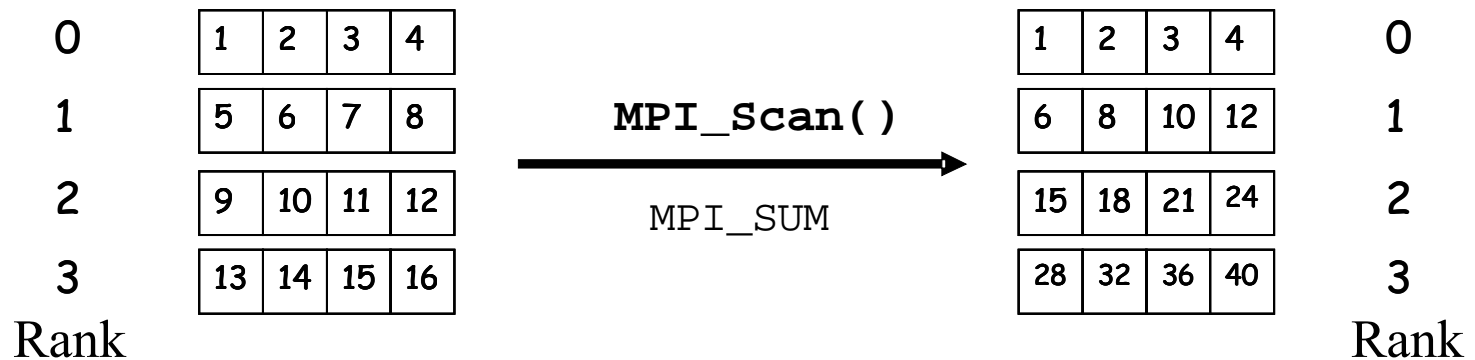 0 1 2 3 4 1 2 3 4 0
1 5 6 7 8 MPI_Scan() 6 8 10 12 1
2 9 10 11 12 MPI_SUM 15 18 21 24 2
3 13 14 15 16 28 32 36 40 3
Rank Rank